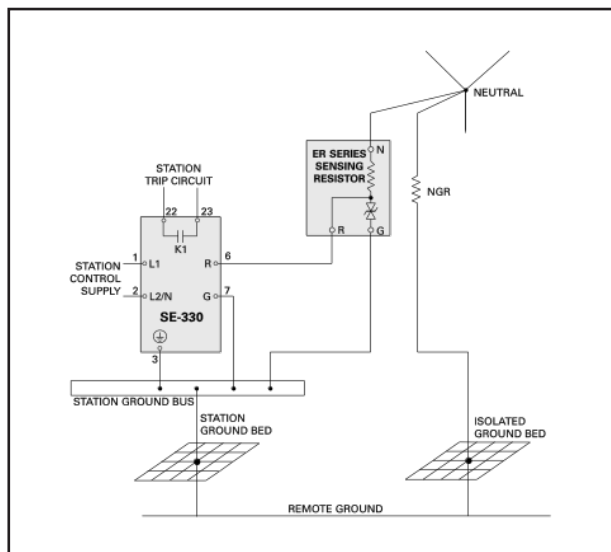 NEUTRAL
ER SERIES
SENSING
RESISTOR
N
NGR
R
G
STATION
TRIP CIRCUIT
22
23
K1
1
L1
R
6
STATION
CONTROL
SUPPLY
2
L2/N
G
7
SE-330
3
STATION GROUND BUS
STATION
GROUND BED
ISOLATED
GROUND BED
REMOTE GROUND